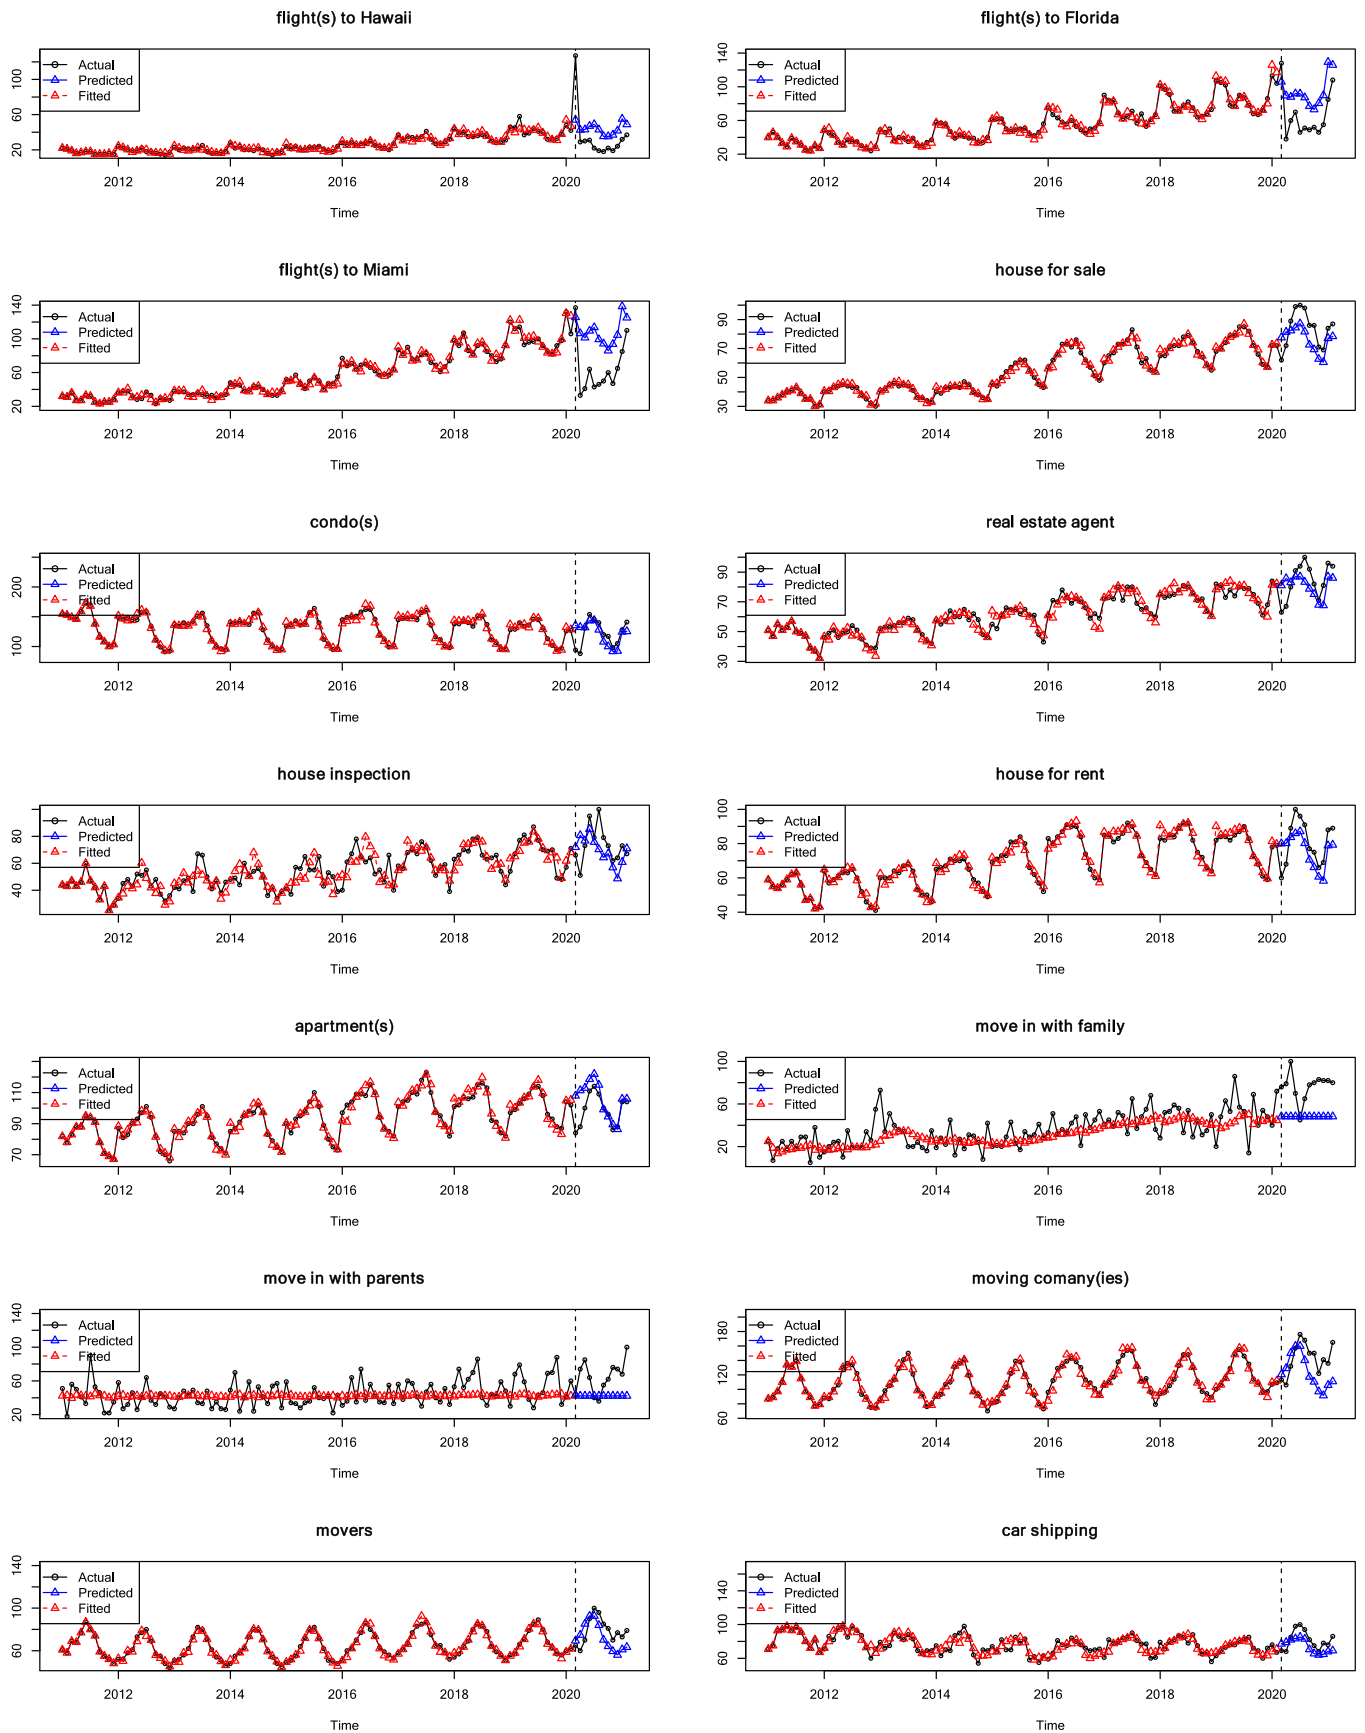 flight(s) to Hawaii
Actual
Predicted
Fitted
20 60 100
2012 2014 2016 2018 2020
Time
flight(s) to Florida
Actual
Predicted
Fitted
20 60 100 140
2012 2014 2016 2018 2020
Time
flight(s) to Miami
Actual
Predicted
Fitted
20 60 100 140
2012 2014 2016 2018 2020
Time
house for sale
Actual
Predicted
Fitted
30 50 70 90
2012 2014 2016 2018 2020
Time
condo(s)
Actual
Predicted
Fitted
100 200
2012 2014 2016 2018 2020
Time
real estate agent
Actual
Predicted
Fitted
30 50 70 90
2012 2014 2016 2018 2020
Time
house inspection
Actual
Predicted
Fitted
40 60 80
2012 2014 2016 2018 2020
Time
house for rent
Actual
Predicted
Fitted
40 60 80 100
2012 2014 2016 2018 2020
Time
apartment(s)
Actual
Predicted
Fitted
70 90 110
2012 2014 2016 2018 2020
Time
move in with family
Actual
Predicted
Fitted
20 60 100
2012 2014 2016 2018 2020
Time
move in with parents
Actual
Predicted
Fitted
20 60 100 140
2012 2014 2016 2018 2020
Time
moving comany(ies)
Actual
Predicted
Fitted
60 120 180
2012 2014 2016 2018 2020
Time
movers
Actual
Predicted
Fitted
60 100 140
2012 2014 2016 2018 2020
Time
car shipping
Actual
Predicted
Fitted
60 100 140
2012 2014 2016 2018 2020
Time